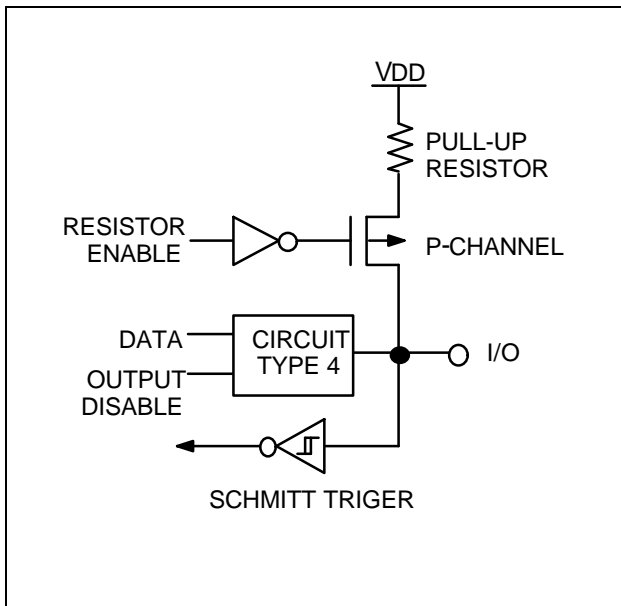 VDD
PULL-UP
RESISTOR
RESISTOR
ENABLE
P-CHANNEL
DATA
OUTPUT
DISABLE
CIRCUIT
TYPE 4
I/O
SCHMITT TRIGER